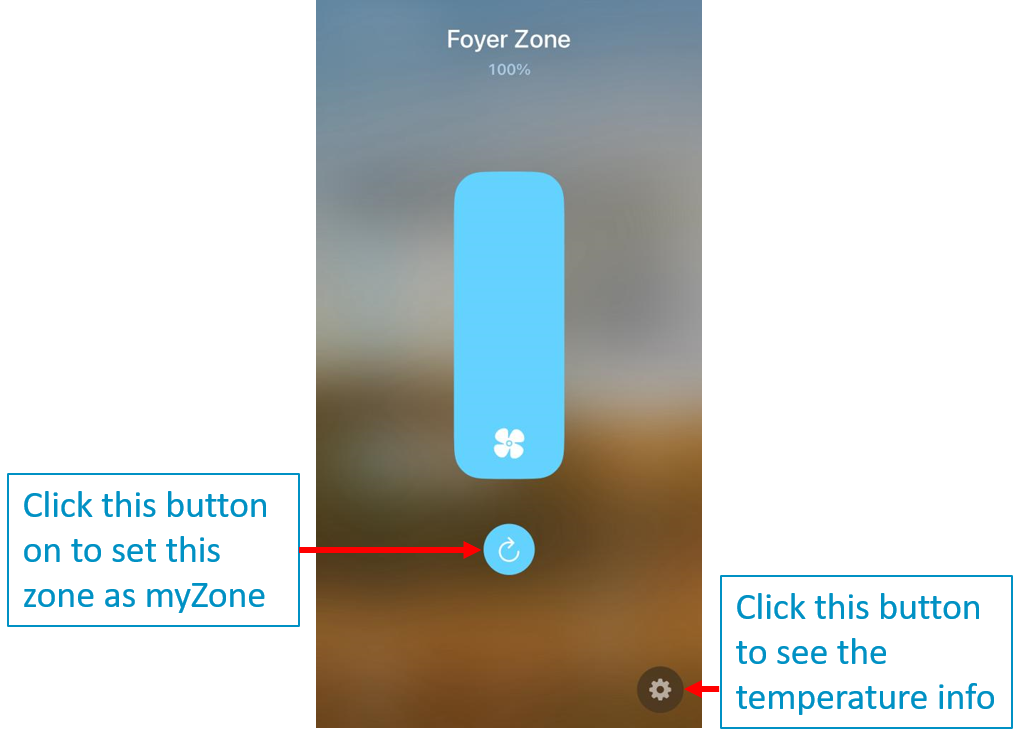 Foyer Zone
100%
Click this button
on to set this
zone as myZone
Click this button
to see the
temperature info